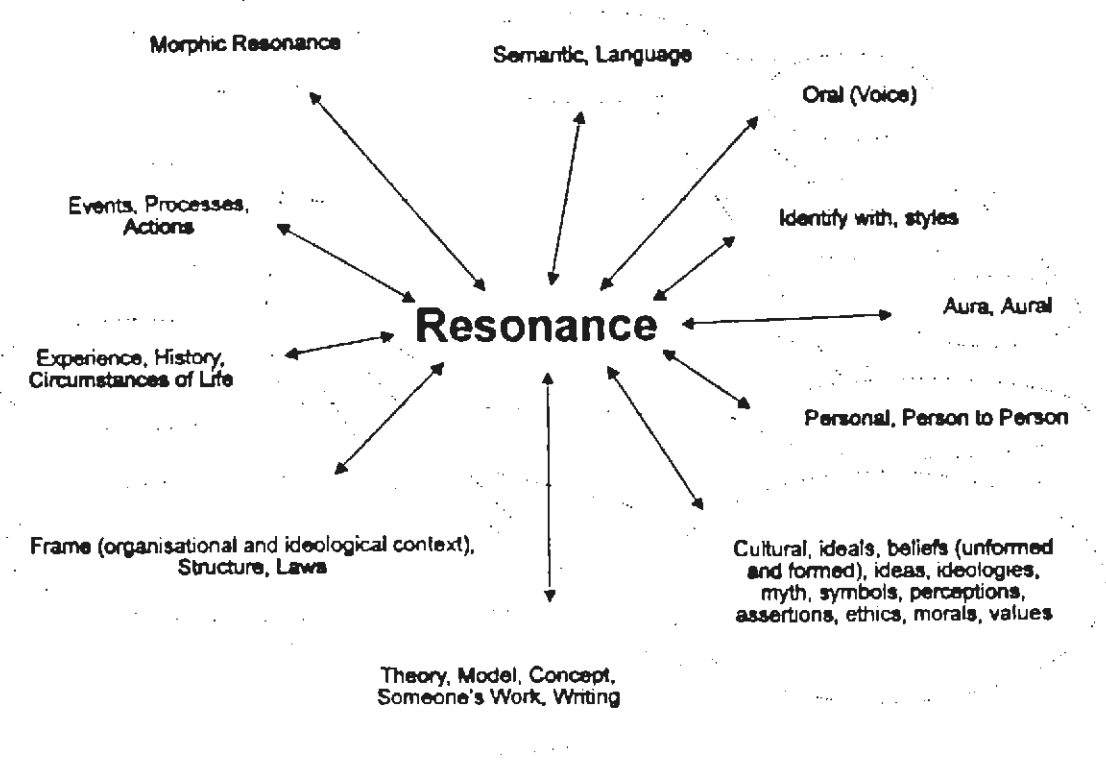 Morphic Resonance
Semantic, Language
Oral (Voice)
Events, Processes,
Actions
Identify with, styles
Aura, Aural
Resonance
Experience, History,
Circumstances of Life
Personal, Person to Person
Frame (organisational and ideological context),
Structure, Laws
Cultural, ideals, beliefs (unformed
and formed), ideas, ideologies,
myth, symbols, perceptions,
assertions, ethics, morals, values
Theory, Model, Concept,
Someone's Work, Writing